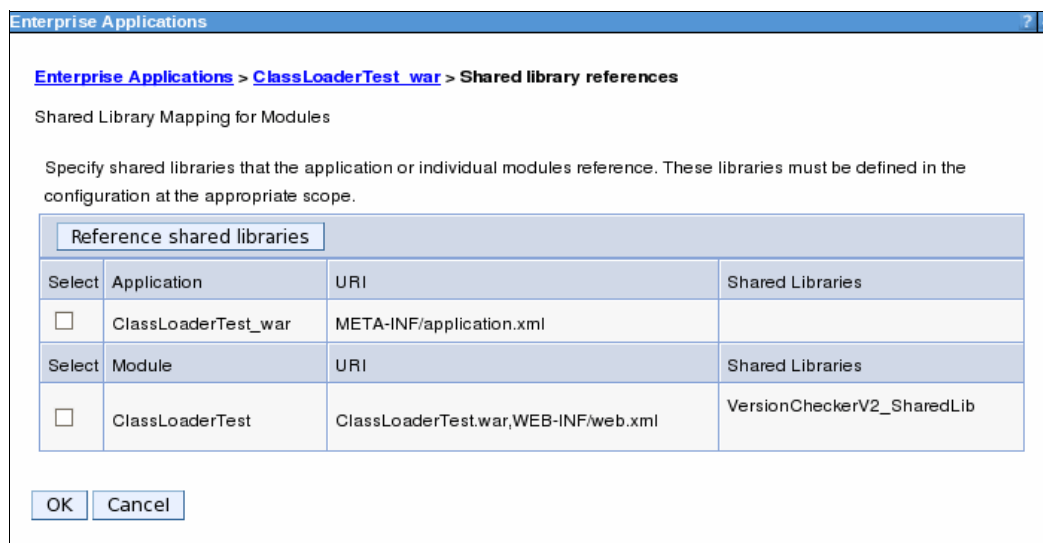 Enterprise Applications ?
Enterprise Applications > ClassLoaderTest_war > Shared library references
Shared Library Mapping for Modules
Specify shared libraries that the application or individual modules reference. These libraries must be defined in the
configuration at the appropriate scope.
Reference shared libraries
Select Application URI Shared Libraries
ClassLoaderTest_war META-INF/application.xml
Select Module URI Shared Libraries
ClassLoaderTest ClassLoaderTest.war,WEB-INF/web.xml VersionCheckerV2_SharedLib
OK Cancel